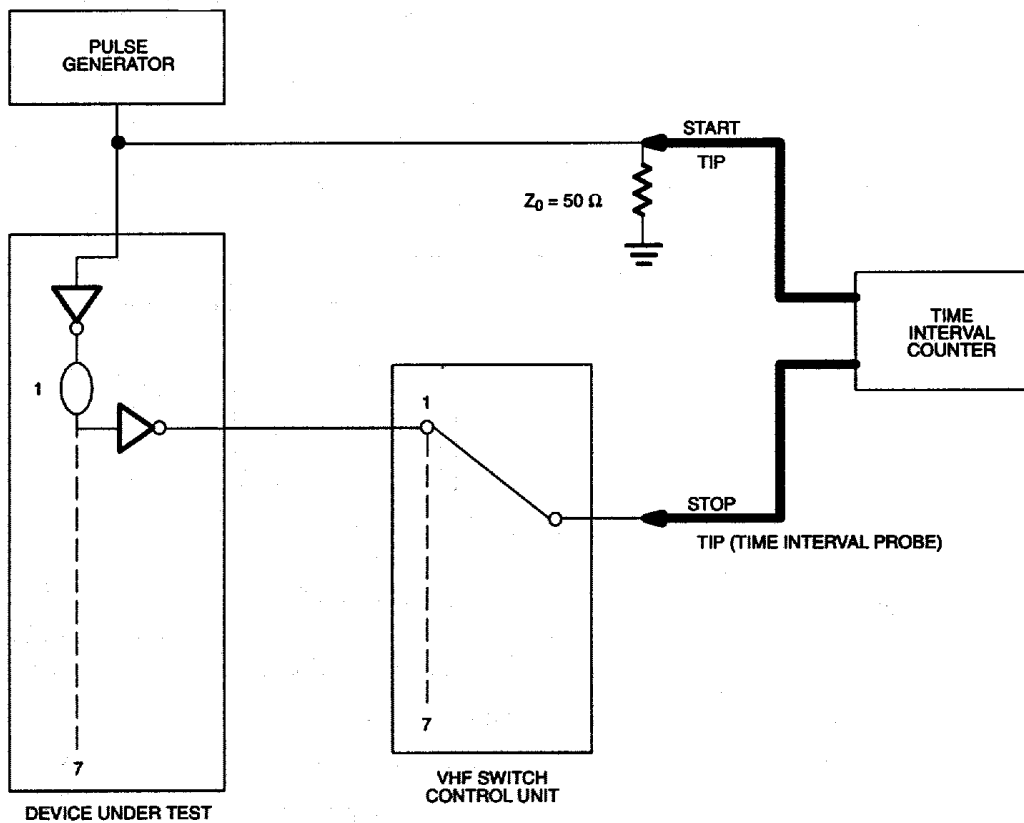 PULSE
GENERATOR
START
TIP
Z0 = 50 Ω
TIME
INTERVAL
COUNTER
1
1
STOP
TIP (TIME INTERVAL PROBE)
7
7
VHF SWITCH
CONTROL UNIT
DEVICE UNDER TEST